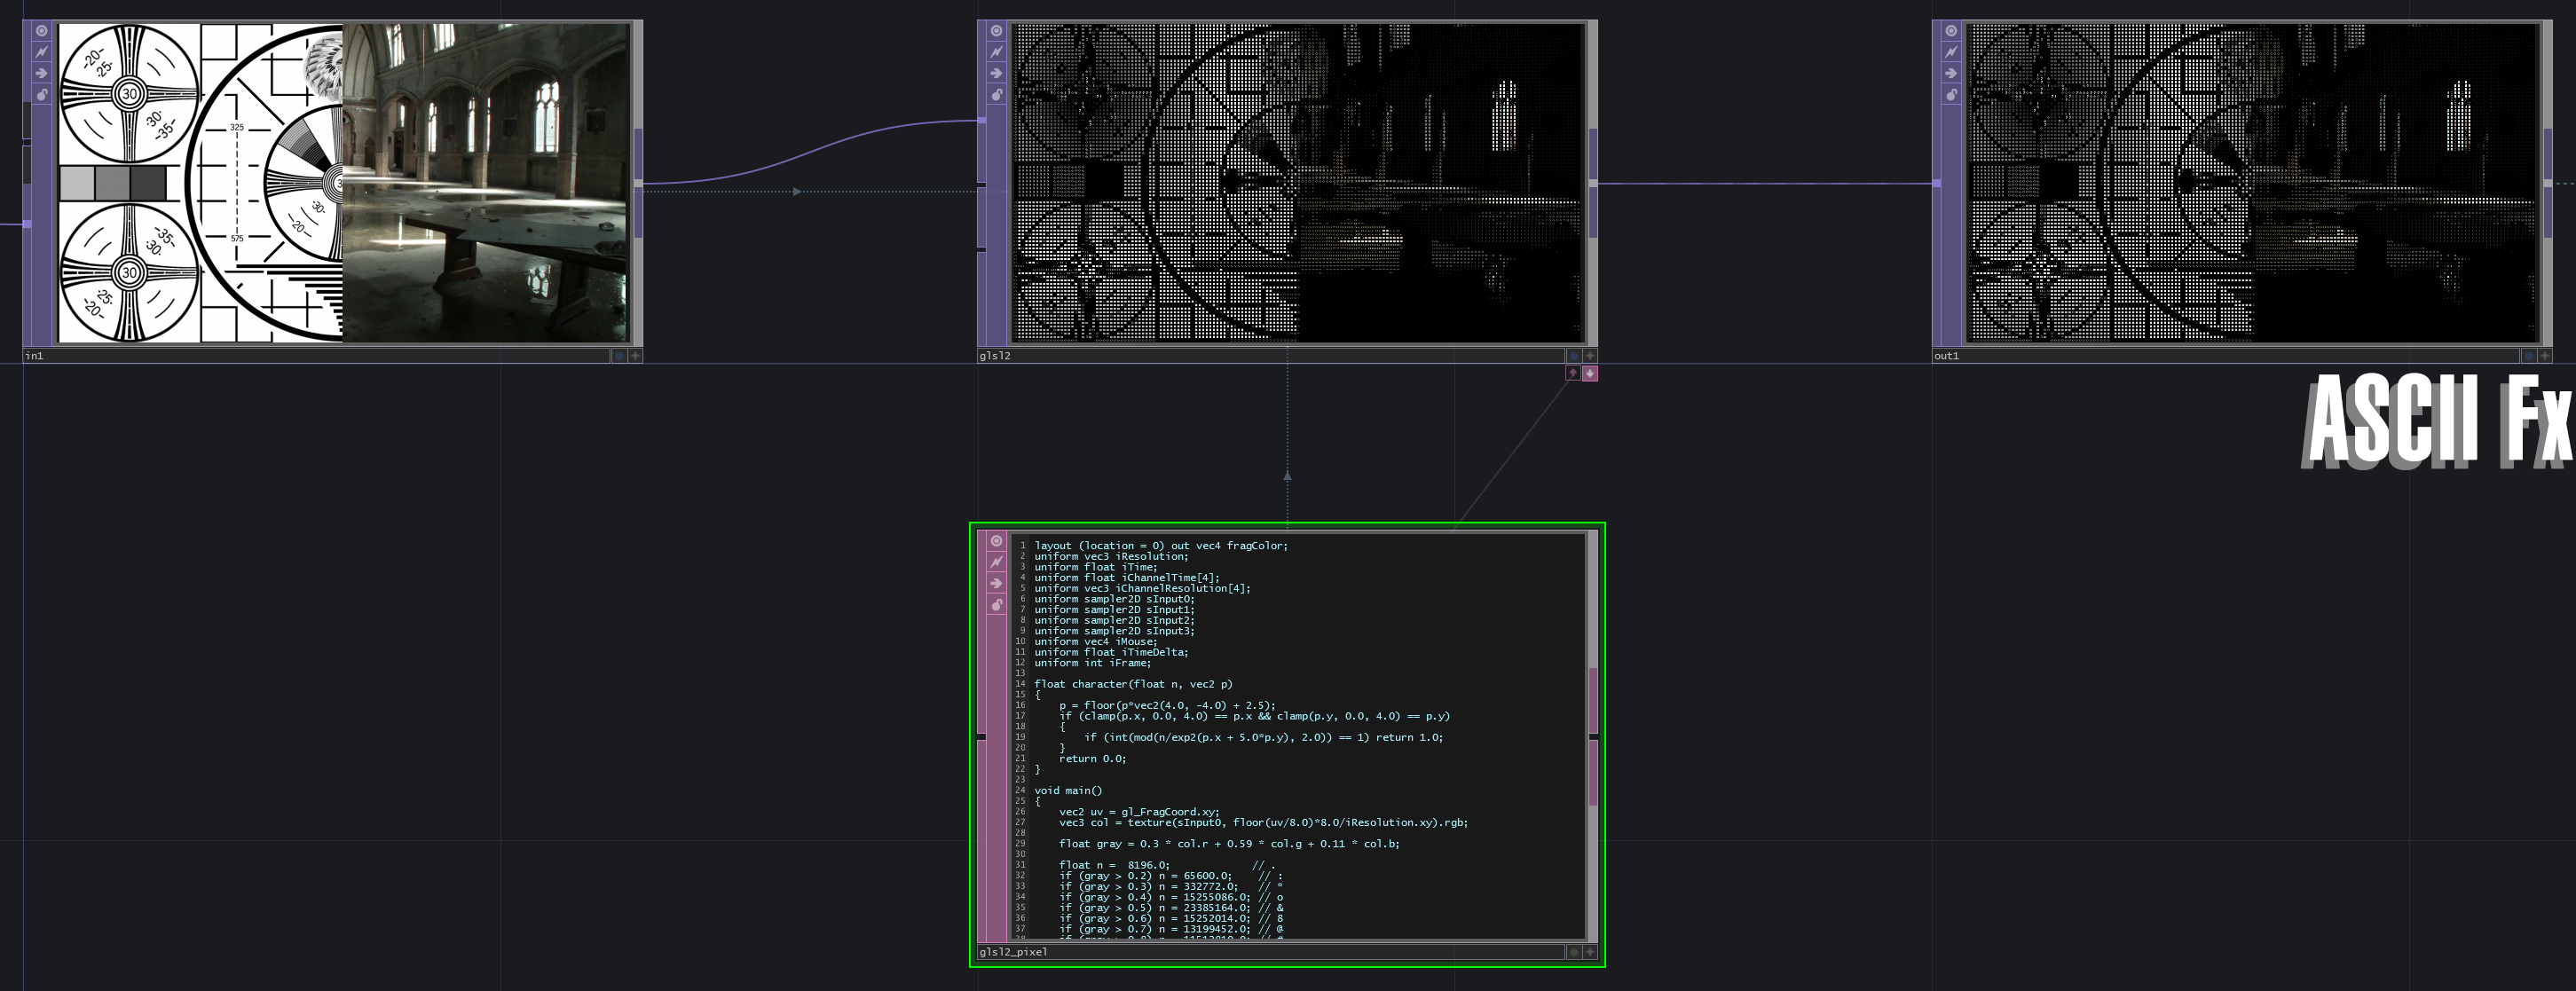 -20-
-25-
30
-30-
-35-
325
575
-30-
-20-
-35-
30-
30
-25-
-20-
in1
glsl2
out1
ASCII Fx
1 layout (location = 0) out vec4 fragColor;
2 uniform vec3 iResolution;
3 uniform float iTime;
4 uniform float iChannelTime[4];
5 uniform vec3 iChannelResolution[4];
6 uniform sampler2D sInput0;
7 uniform sampler2D sInput1;
8 uniform sampler2D sInput2;
9 uniform sampler2D sInput3;
10 uniform vec4 iMouse;
11 uniform float iTimeDelta;
12 uniform int iFrame;
13
14 float character(float n, vec2 p)
15 {
16 p = floor(p*vec2(4.0, -4.0) + 2.5);
17 if (clamp(p.x, 0.0, 4.0) == p.x && clamp(p.y, 0.0, 4.0) == p.y)
18 {
19 if (int(mod(n/exp2(p.x + 5.0*p.y), 2.0)) == 1) return 1.0;
20 }
21 return 0.0;
22 }
23
24 void main()
25 {
26 vec2 uv = gl_FragCoord.xy;
27 vec3 col = texture(sInput0, floor(uv/8.0)*8.0/iResolution.xy).rgb;
28
29 float gray = 0.3 * col.r + 0.59 * col.g + 0.11 * col.b;
30
31 float n = 8196.0; // .
32 if (gray > 0.2) n = 65600.0; // :
33 if (gray > 0.3) n = 332772.0; // *
34 if (gray > 0.4) n = 15255086.0; // o
35 if (gray > 0.5) n = 23385164.0; // &
36 if (gray > 0.6) n = 15252014.0; // 8
37 if (gray > 0.7) n = 13199452.0; // @
glsl2_pixel